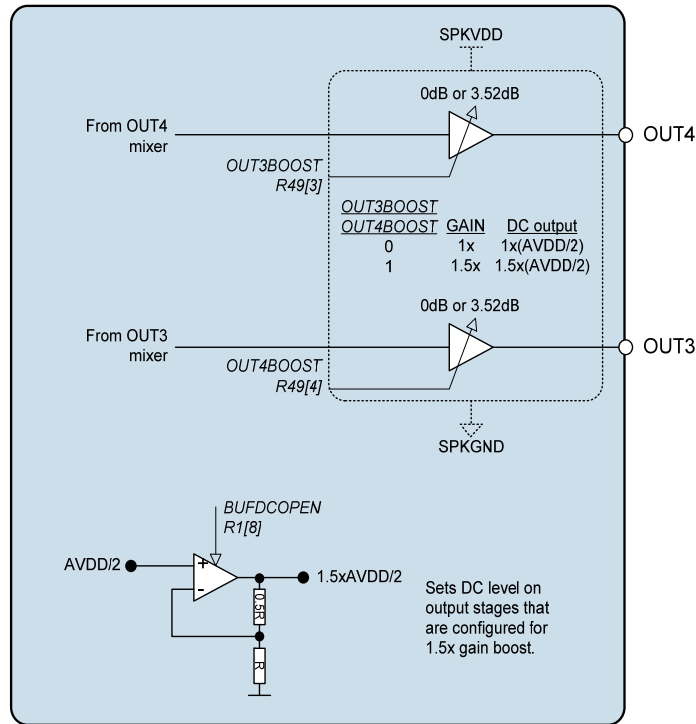 SPKVDD
0dB or 3.52dB
From OUT4
mixer
OUT4
OUT3BOOST
R49[3]
OUT3BOOST
OUT4BOOST GAIN DC output
0 1x 1x(AVDD/2)
1 1.5x 1.5x(AVDD/2)
0dB or 3.52dB
From OUT3
mixer
OUT3
OUT4BOOST
R49[4]
SPKGND
BUFDCOPEN
R1[8]
AVDD/2
+
-
1.5xAVDD/2
0.5R
R
Sets DC level on
output stages that
are configured for
1.5x gain boost.